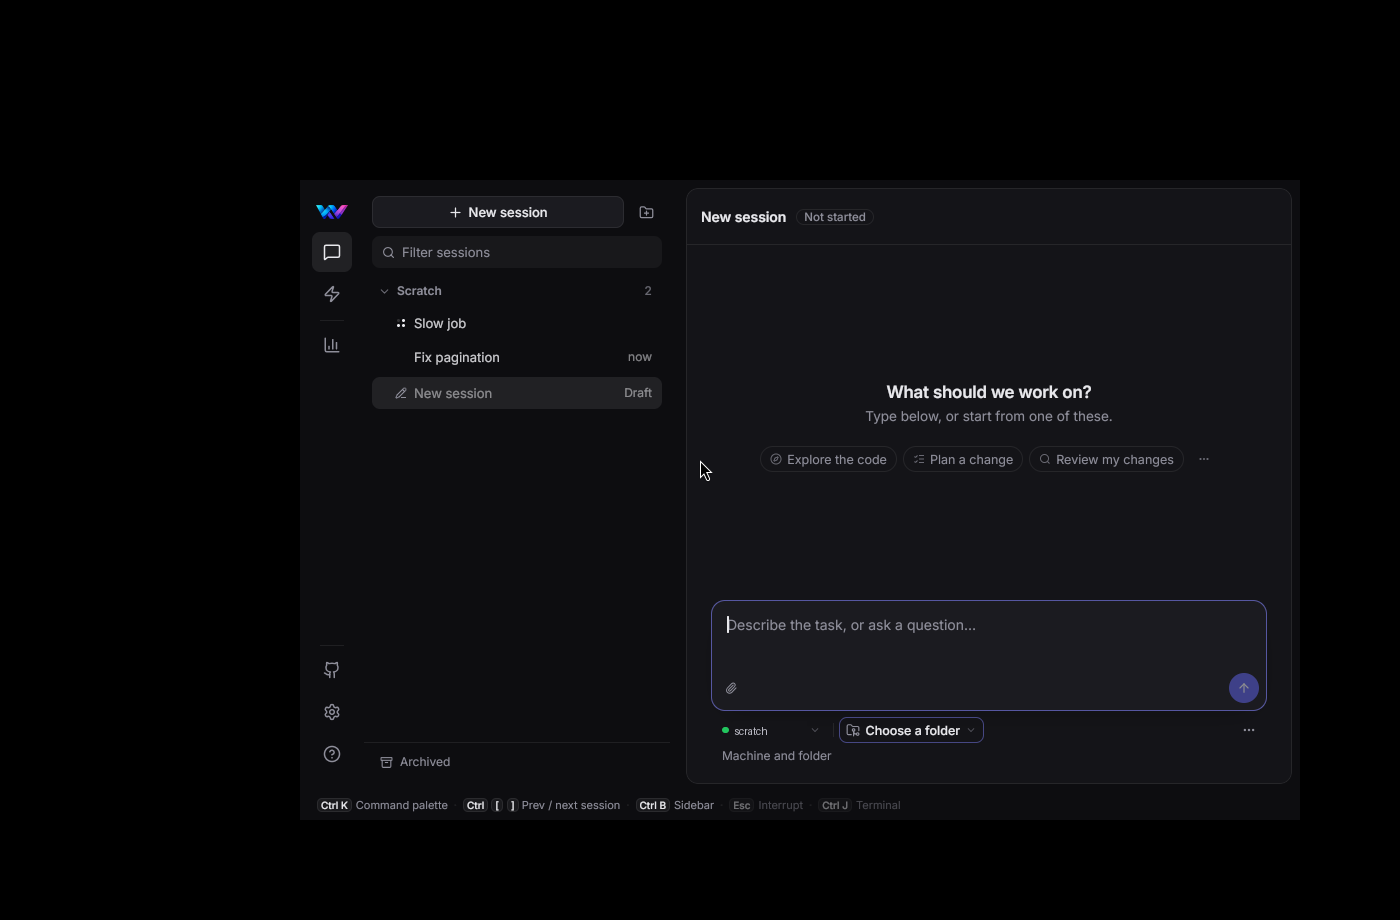 New session
Filter sessions
Scratch 2
Slow job
Fix pagination now
New session Draft
Archived
New session Not started
What should we work on?
Type below, or start from one of these.
Explore the code Plan a change Review my changes ...
Describe the task, or ask a question...
scratch Choose a folder ...
Machine and folder
Ctrl K Command palette · Ctrl [ ] Prev / next session · Ctrl B Sidebar · Esc Interrupt · Ctrl J Terminal